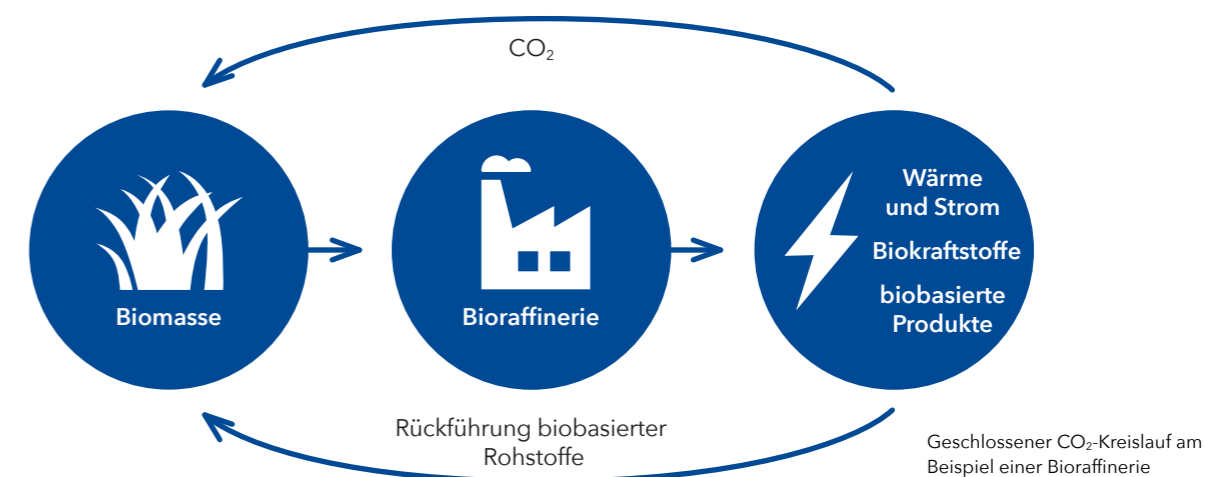 CO₂
Biomasse
Bioraffinerie
Wärme
und Strom
Biokraftstoffe
biobasierte
Produkte
Rückführung biobasierter
Rohstoffe
Geschlossener CO₂-Kreislauf am
Beispiel einer Bioraffinerie